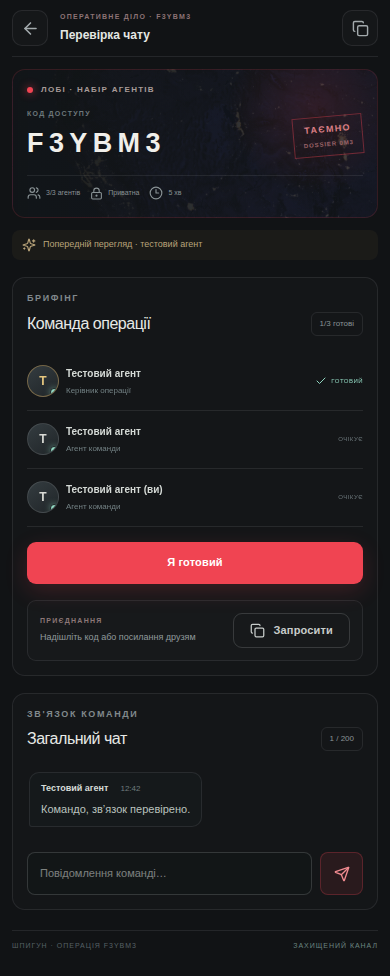 ОПЕРАТИВНЕ ДІЛО · F3YBM3
Перевірка чату
ЛОБІ · НАБІР АГЕНТІВ
КОД ДОСТУПУ
F3YBM3
ТАЄМНО
DOSSIER BM3
3/3 агентів
Приватна
5 хв
Попередній перегляд · тестовий агент
БРИФІНГ
Команда операції
1/3 готові
Т
Тестовий агент
Керівник операції
ГОТОВИЙ
Т
Тестовий агент
Агент команди
ОЧІКУЄ
Т
Тестовий агент (ви)
Агент команди
ОЧІКУЄ
Я готовий
ПРИЄДНАННЯ
Надішліть код або посилання друзям
Запросити
ЗВ'ЯЗОК КОМАНДИ
Загальний чат
1 / 200
Тестовий агент 12:42
Командо, зв'язок перевірено.
Повідомлення команді…
ШПИГУН · ОПЕРАЦІЯ F3YBM3
ЗАХИЩЕНИЙ КАНАЛ